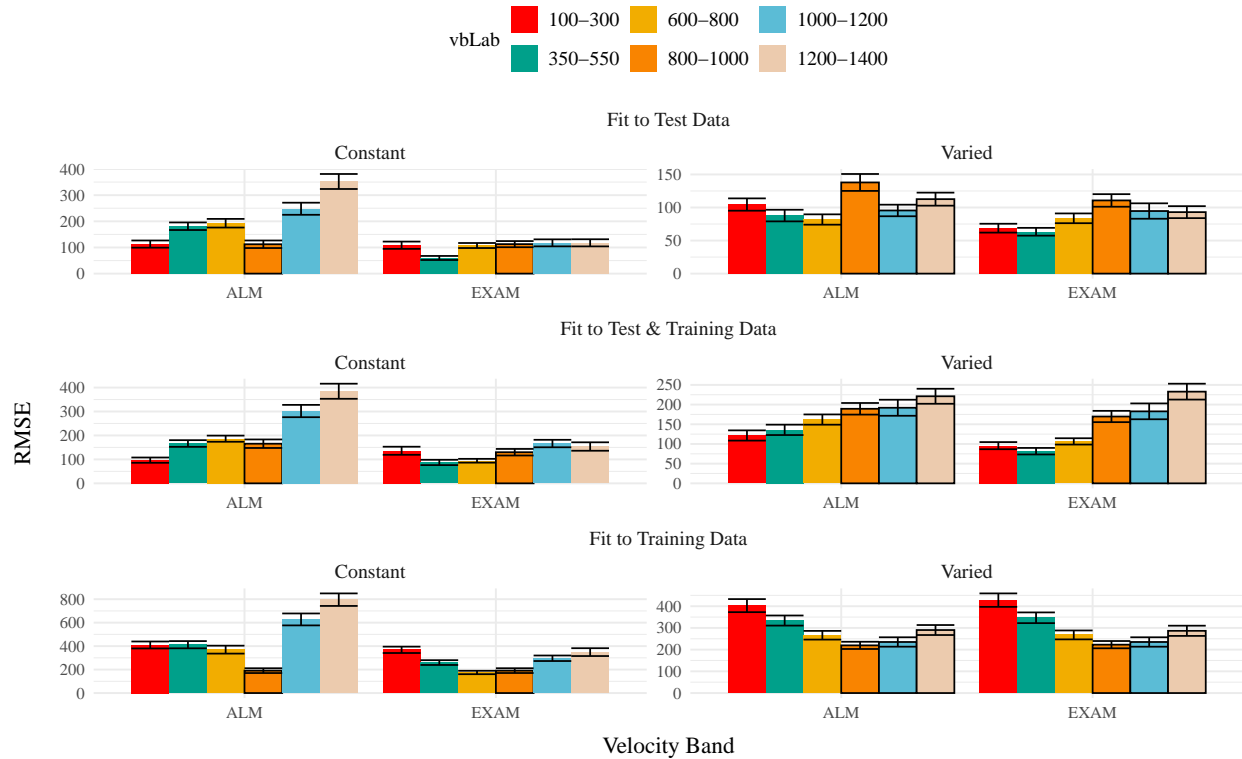 vbLab
100–300 600–800 1000–1200
350–550 800–1000 1200–1400
Fit to Test Data
Constant Varied
400
300
200
100
0
150
100
50
0
ALM EXAM ALM EXAM
Fit to Test & Training Data
Constant Varied
400
300
200
100
0
250
200
150
100
50
0
ALM EXAM ALM EXAM
Fit to Training Data
Constant Varied
800
600
400
200
0
400
300
200
100
0
ALM EXAM ALM EXAM
RMSE
Velocity Band